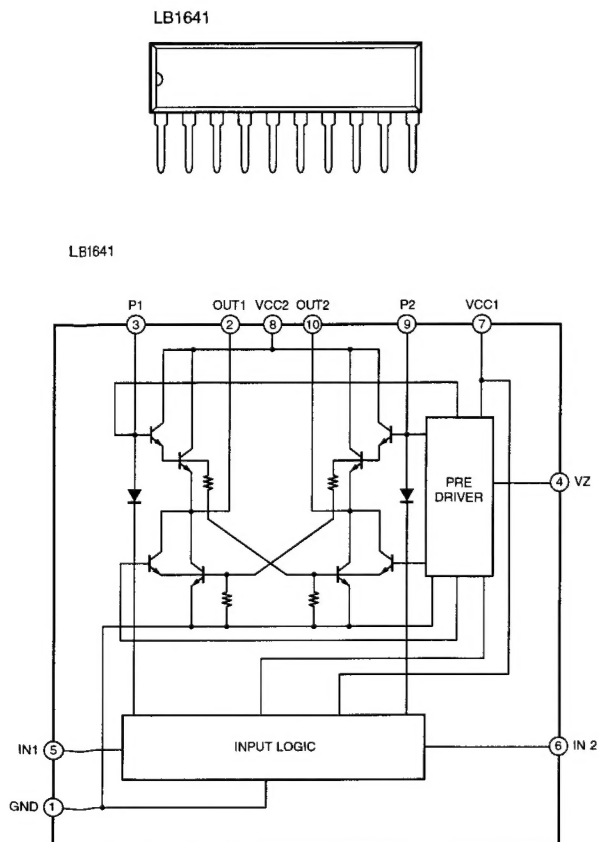 LB1641
LB1641
P1 OUT1 VCC2 OUT2 P2 VCC1
3 2 8 10 9 7
PRE
DRIVER
4 VZ
IN1 5 INPUT LOGIC 6 IN 2
GND 1